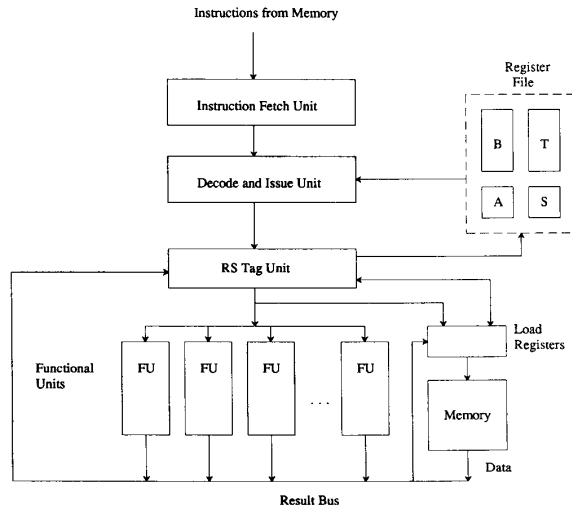 Instructions from Memory
Register
File
Instruction Fetch Unit
B
T
Decode and Issue Unit
A
S
RS Tag Unit
Load
Registers
Functional
Units
FU
FU
FU
FU
. . .
Memory
Data
Result Bus